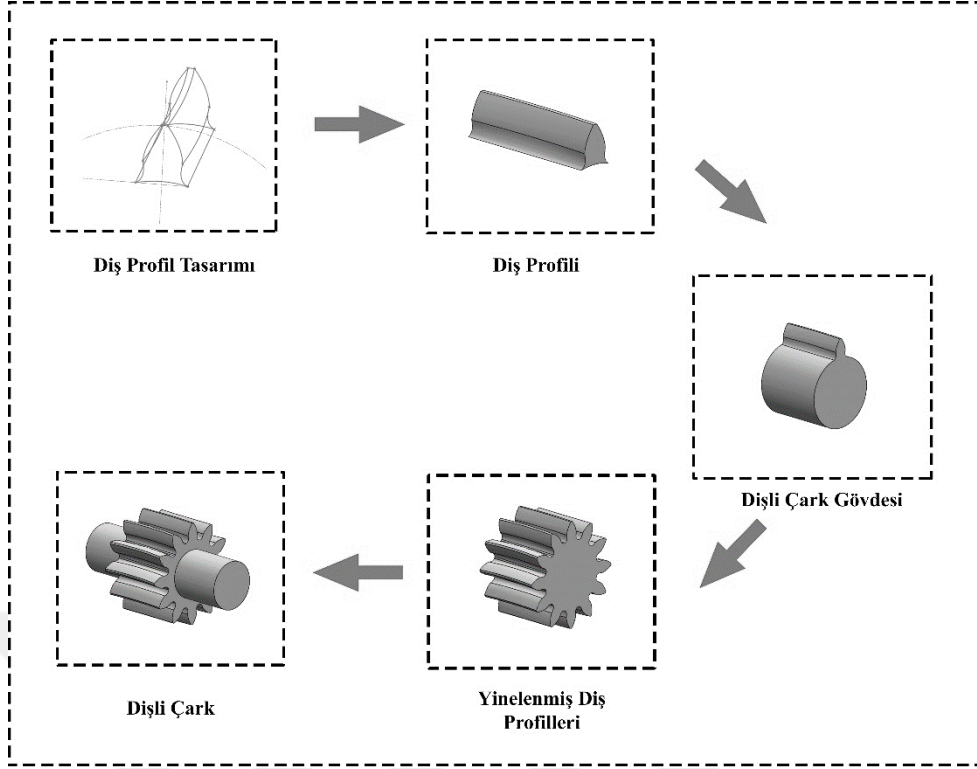 Diş Profil Tasarımı
Diş Profili
Dişli Çark Gövdesi
Yinelenmiş Diş
Profilleri
Dişli Çark